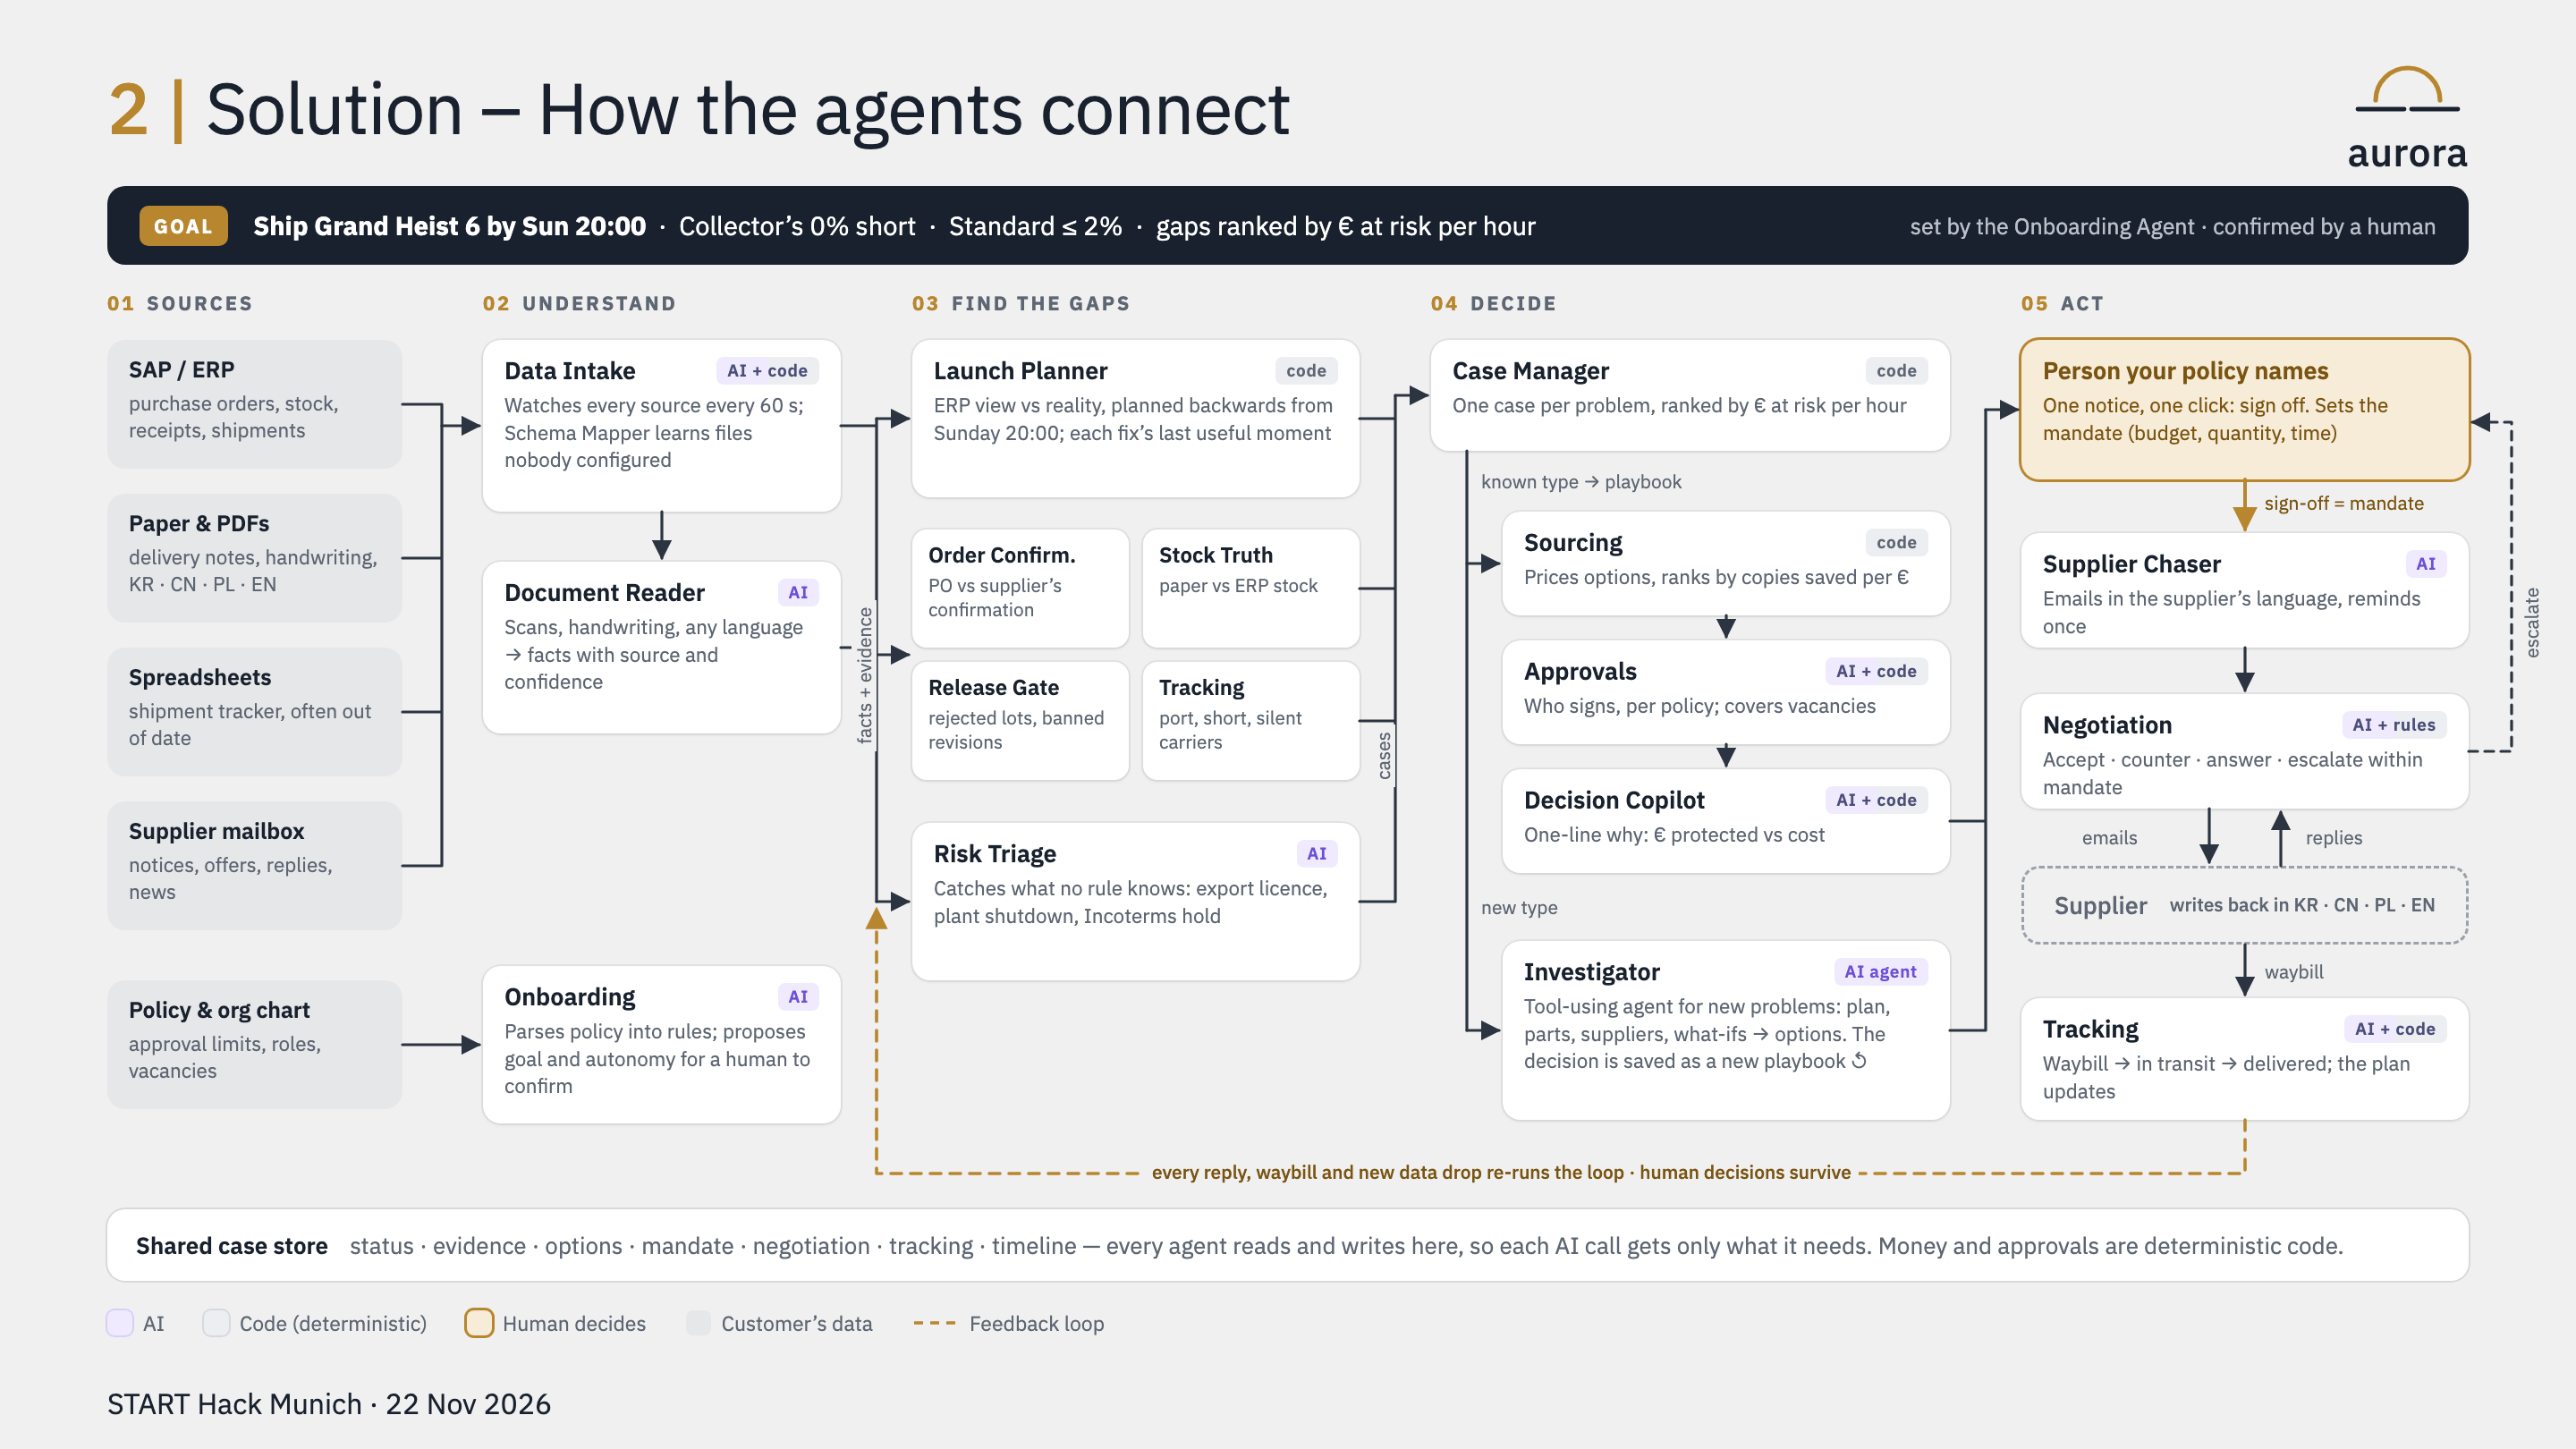 2 | Solution – How the agents connect
aurora
GOAL Ship Grand Heist 6 by Sun 20:00 · Collector’s 0% short · Standard ≤ 2% · gaps ranked by € at risk per hour
set by the Onboarding Agent · confirmed by a human
01 SOURCES
SAP / ERP
purchase orders, stock,
receipts, shipments
Paper & PDFs
delivery notes, handwriting,
KR · CN · PL · EN
Spreadsheets
shipment tracker, often out
of date
Supplier mailbox
notices, offers, replies,
news
Policy & org chart
approval limits, roles,
vacancies
02 UNDERSTAND
Data Intake AI + code
Watches every source every 60 s;
Schema Mapper learns files
nobody configured
Document Reader AI
Scans, handwriting, any language
→ facts with source and
confidence
Onboarding AI
Parses policy into rules; proposes
goal and autonomy for a human to
confirm
facts + evidence
03 FIND THE GAPS
Launch Planner code
ERP view vs reality, planned backwards from
Sunday 20:00; each fix’s last useful moment
Order Confirm.
PO vs supplier’s
confirmation
Stock Truth
paper vs ERP stock
Release Gate
rejected lots, banned
revisions
Tracking
port, short, silent
carriers
Risk Triage AI
Catches what no rule knows: export licence,
plant shutdown, Incoterms hold
cases
04 DECIDE
Case Manager code
One case per problem, ranked by € at risk per hour
known type → playbook
Sourcing code
Prices options, ranks by copies saved per €
Approvals AI + code
Who signs, per policy; covers vacancies
Decision Copilot AI + code
One-line why: € protected vs cost
new type
Investigator AI agent
Tool-using agent for new problems: plan,
parts, suppliers, what-ifs → options. The
decision is saved as a new playbook ↺
05 ACT
Person your policy names
One notice, one click: sign off. Sets the
mandate (budget, quantity, time)
sign-off = mandate
Supplier Chaser AI
Emails in the supplier’s language, reminds
once
escalate
Negotiation AI + rules
Accept · counter · answer · escalate within
mandate
emails
replies
Supplier writes back in KR · CN · PL · EN
waybill
Tracking AI + code
Waybill → in transit → delivered; the plan
updates
every reply, waybill and new data drop re-runs the loop · human decisions survive
Shared case store status · evidence · options · mandate · negotiation · tracking · timeline — every agent reads and writes here, so each AI call gets only what it needs. Money and approvals are deterministic code.
AI
Code (deterministic)
Human decides
Customer’s data
Feedback loop
START Hack Munich · 22 Nov 2026